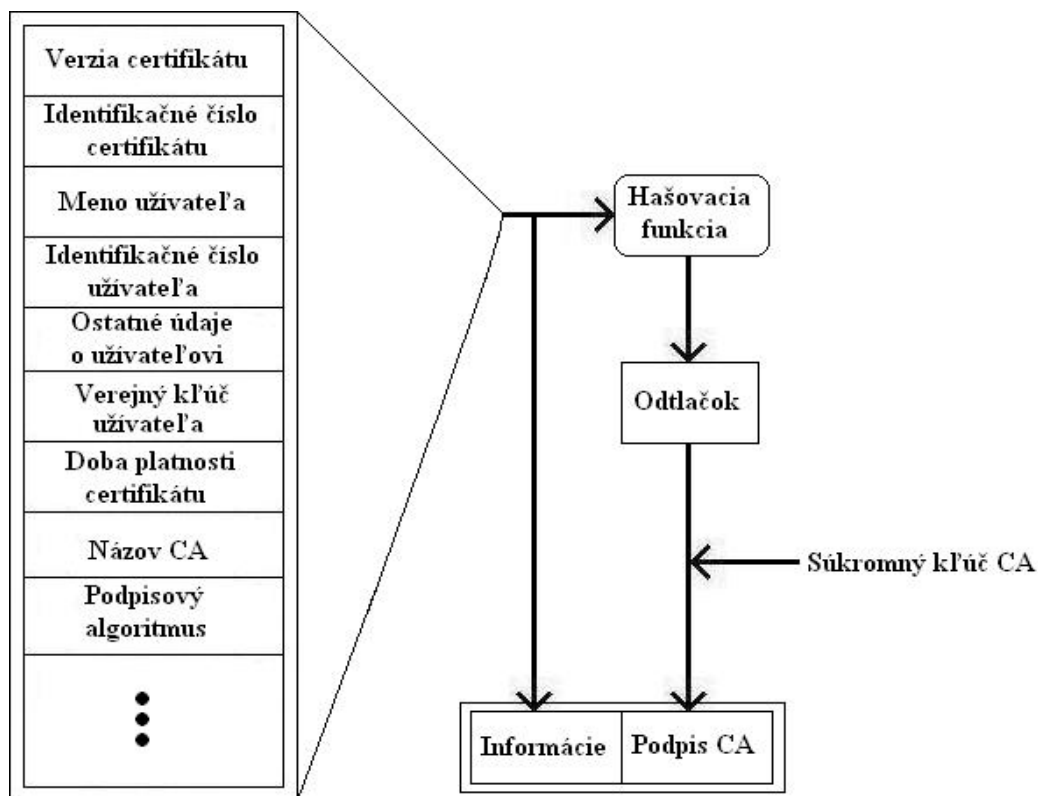 Verzia certifikátu
Identifikačné číslo
certifikátu
Meno užívateľa
Identifikačné číslo
užívateľa
Ostatné údaje
o užívateľovi
Verejný kľúč
užívateľa
Doba platnosti
certifikátu
Názov CA
Podpisový
algoritmus
Hašovacia
funkcia
Odtlačok
Súkromný kľúč CA
Informácie
Podpis CA